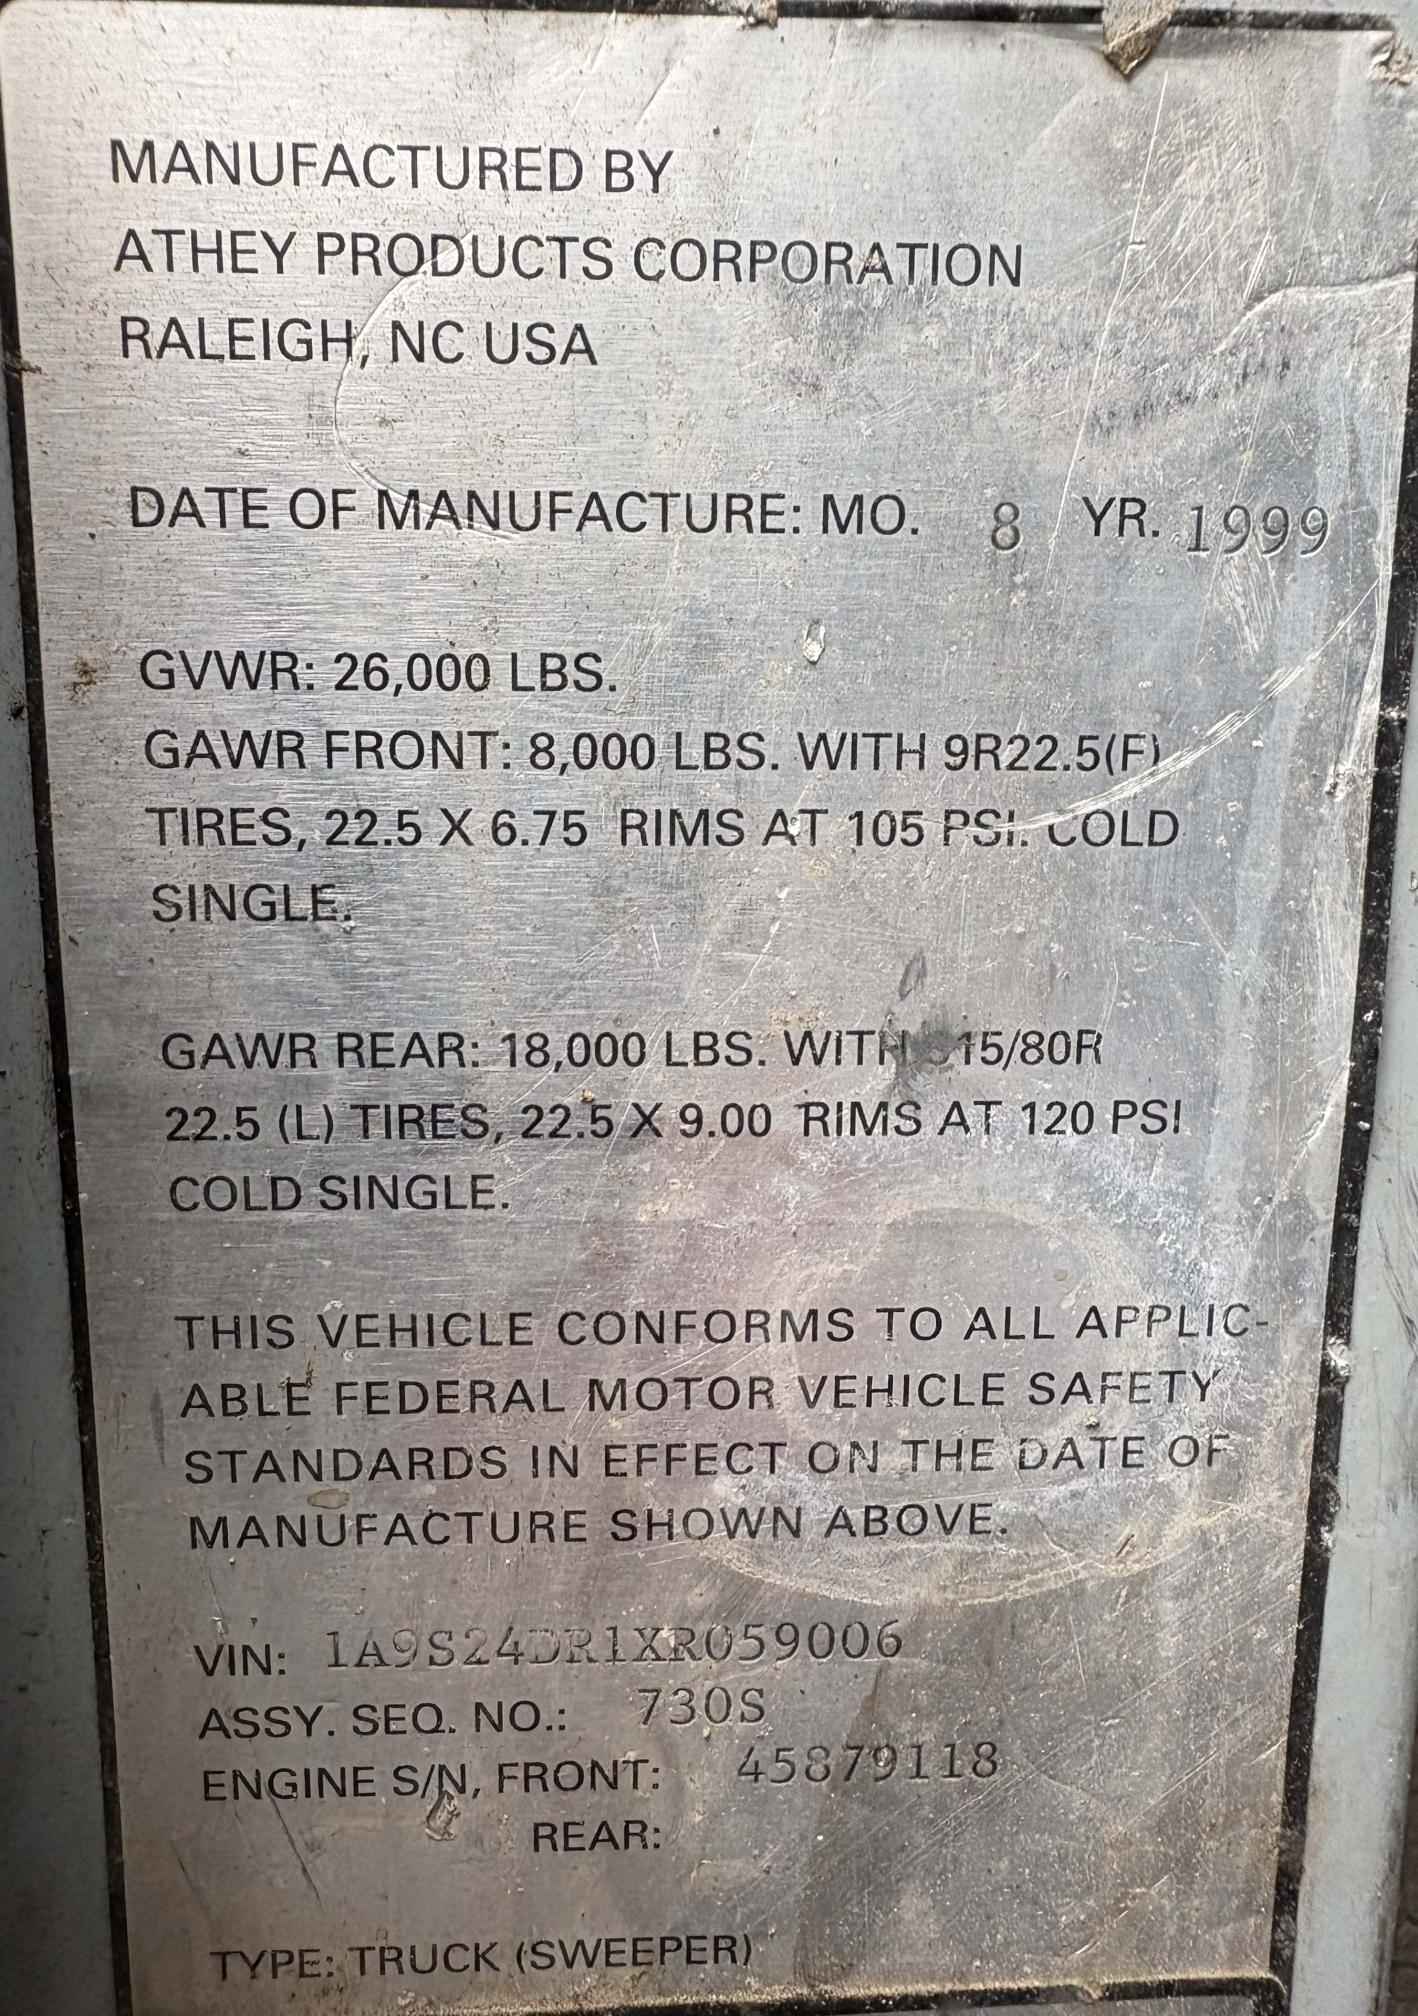 MANUFACTURED BY
ATHEY PRODUCTS CORPORATION
RALEIGH, NC USA
DATE OF MANUFACTURE: MO. 8 YR. 1999
GVWR: 26,000 LBS.
GAWR FRONT: 8,000 LBS. WITH 9R22.5(F)
TIRES, 22.5 X 6.75 RIMS AT 105 PSI. COLD
SINGLE.
GAWR REAR: 18,000 LBS. WITH 315/80R
22.5 (L) TIRES, 22.5 X 9.00 RIMS AT 120 PSI
COLD SINGLE.
THIS VEHICLE CONFORMS TO ALL APPLIC-
ABLE FEDERAL MOTOR VEHICLE SAFETY
STANDARDS IN EFFECT ON THE DATE OF
MANUFACTURE SHOWN ABOVE.
VIN: 1A9S24DR1XR059006
ASSY. SEQ. NO.: 730S
ENGINE S/N, FRONT: 45879118
REAR:
TYPE: TRUCK (SWEEPER)